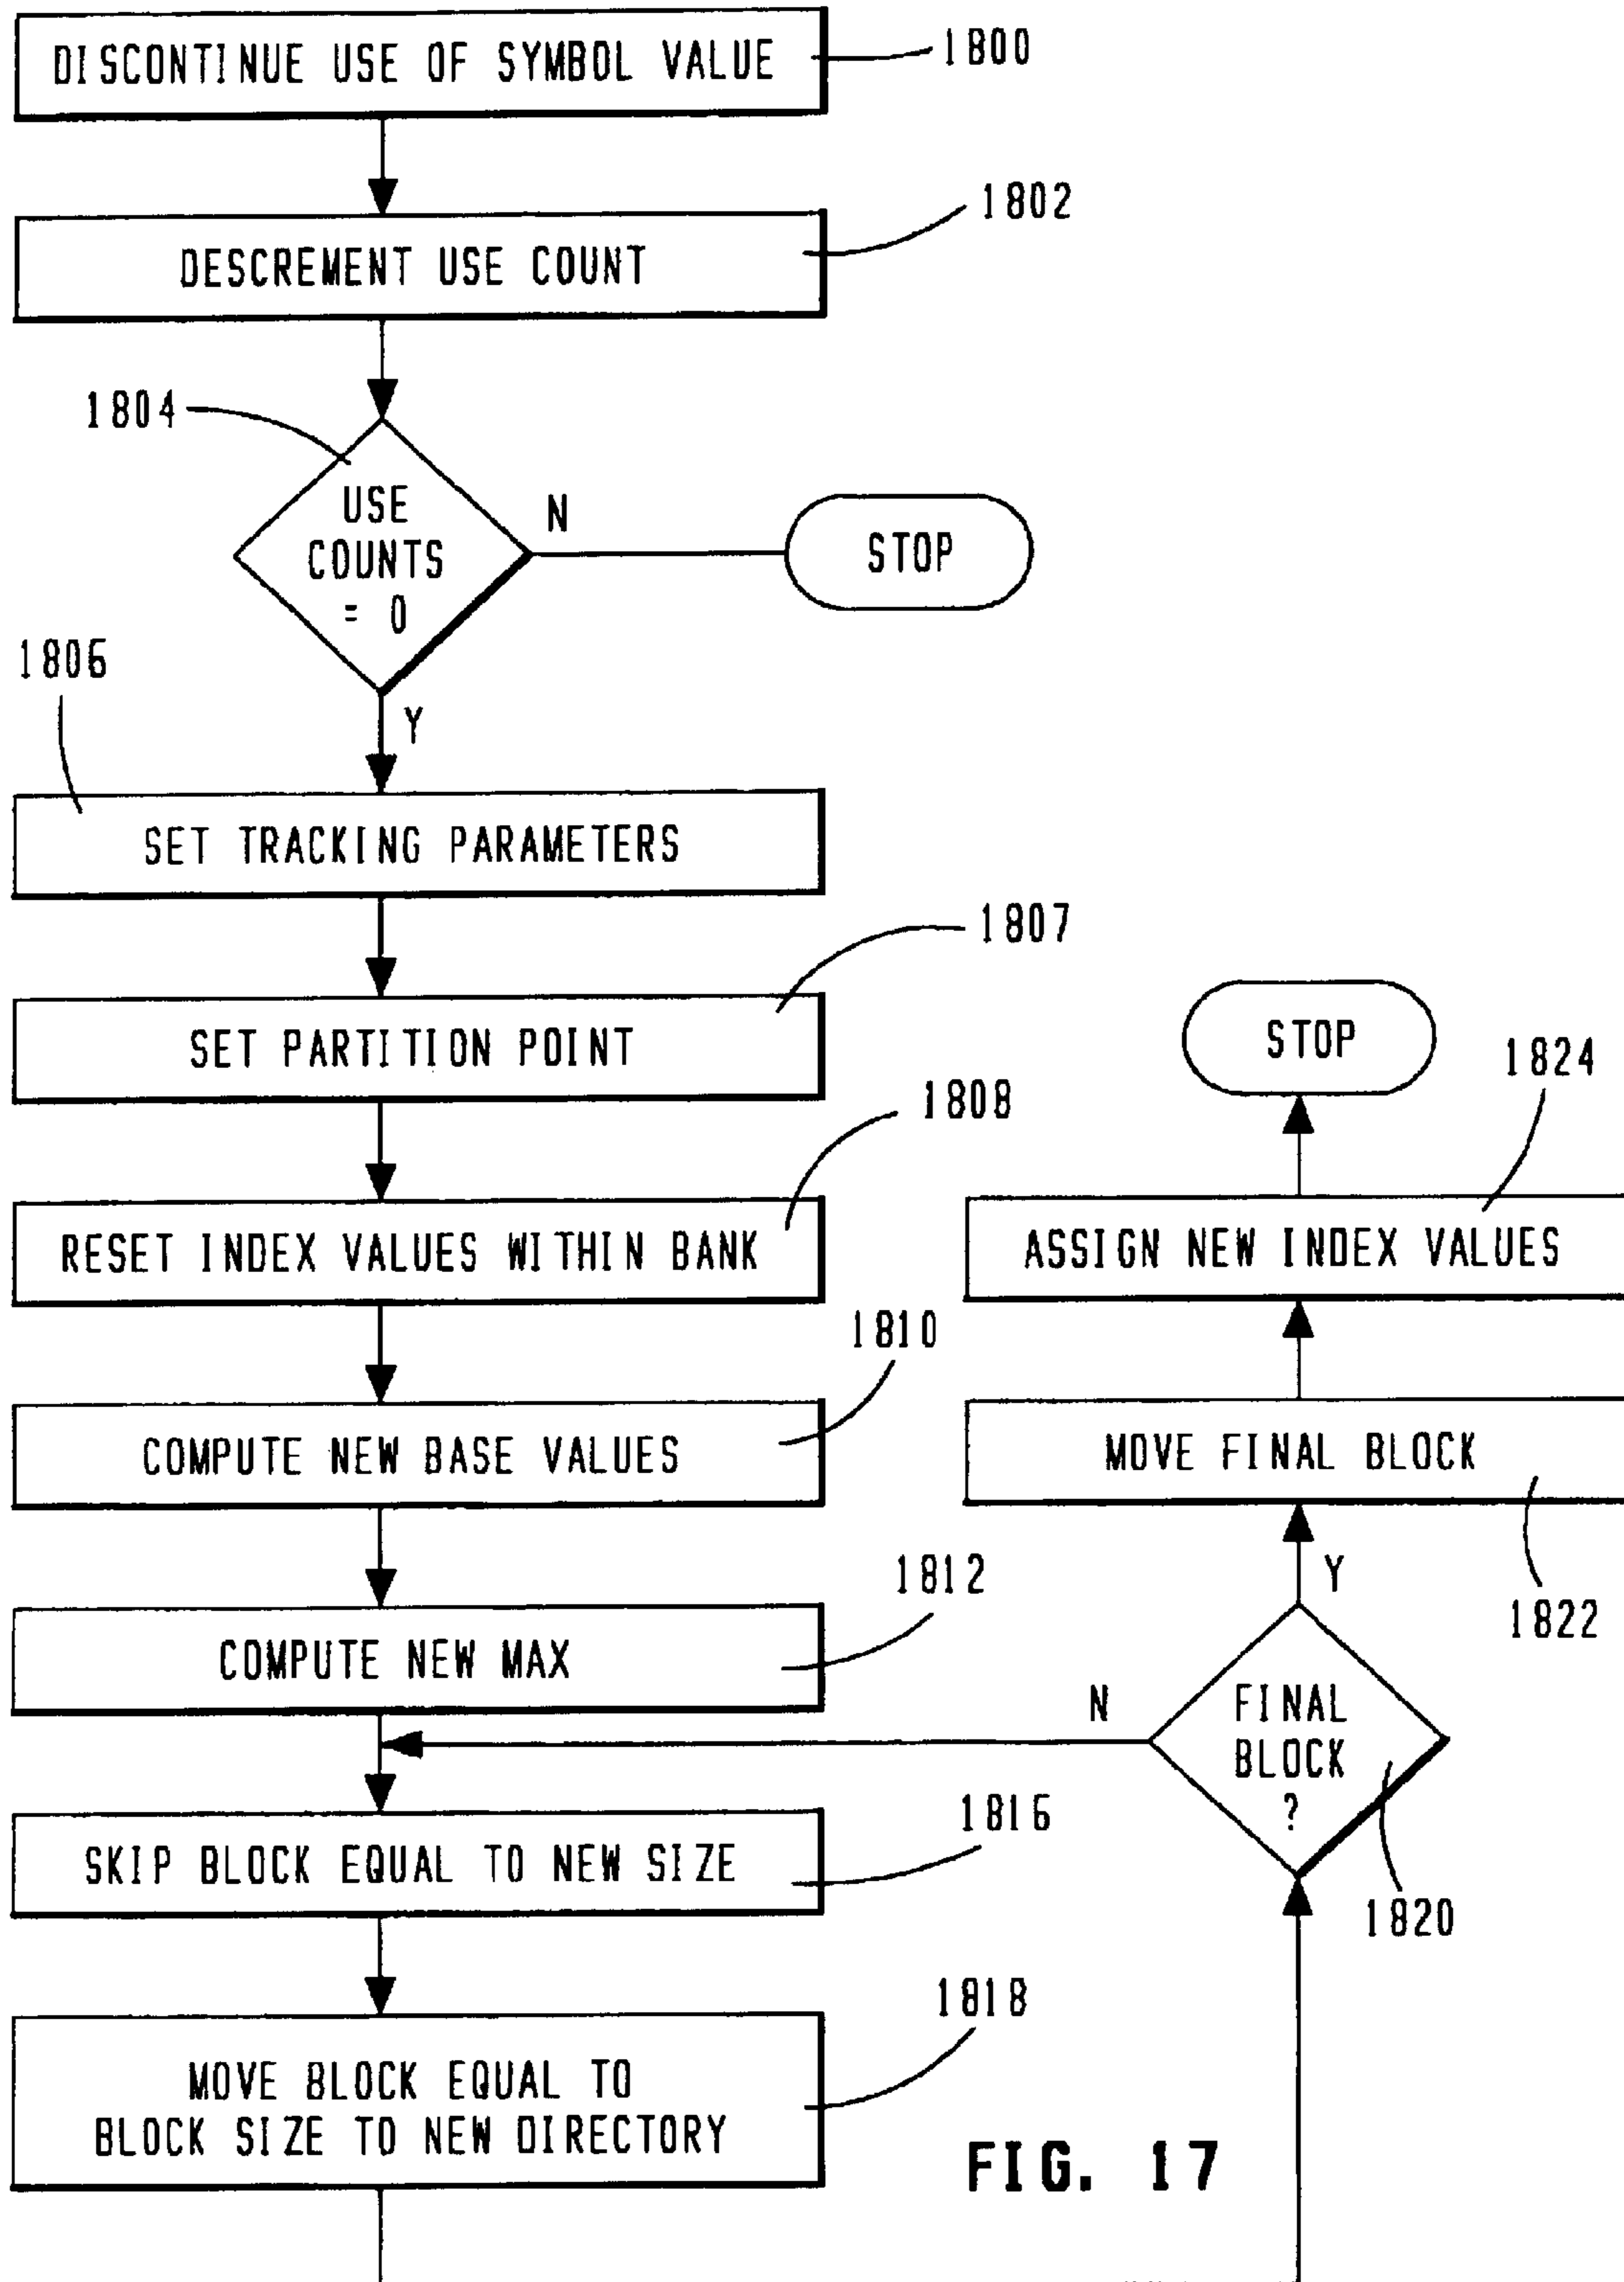 DISCONTINUE USE OF SYMBOL VALUE
1800
DESCREMENT USE COUNT
1802
1804
USE
COUNTS
= 0
N
STOP
Y
1806
SET TRACKING PARAMETERS
1807
SET PARTITION POINT
1808
RESET INDEX VALUES WITHIN BANK
1810
COMPUTE NEW BASE VALUES
1812
COMPUTE NEW MAX
1816
SKIP BLOCK EQUAL TO NEW SIZE
1818
MOVE BLOCK EQUAL TO
BLOCK SIZE TO NEW DIRECTORY
STOP
1824
ASSIGN NEW INDEX VALUES
MOVE FINAL BLOCK
1822
Y
N
FINAL
BLOCK
?
1820
FIG. 17